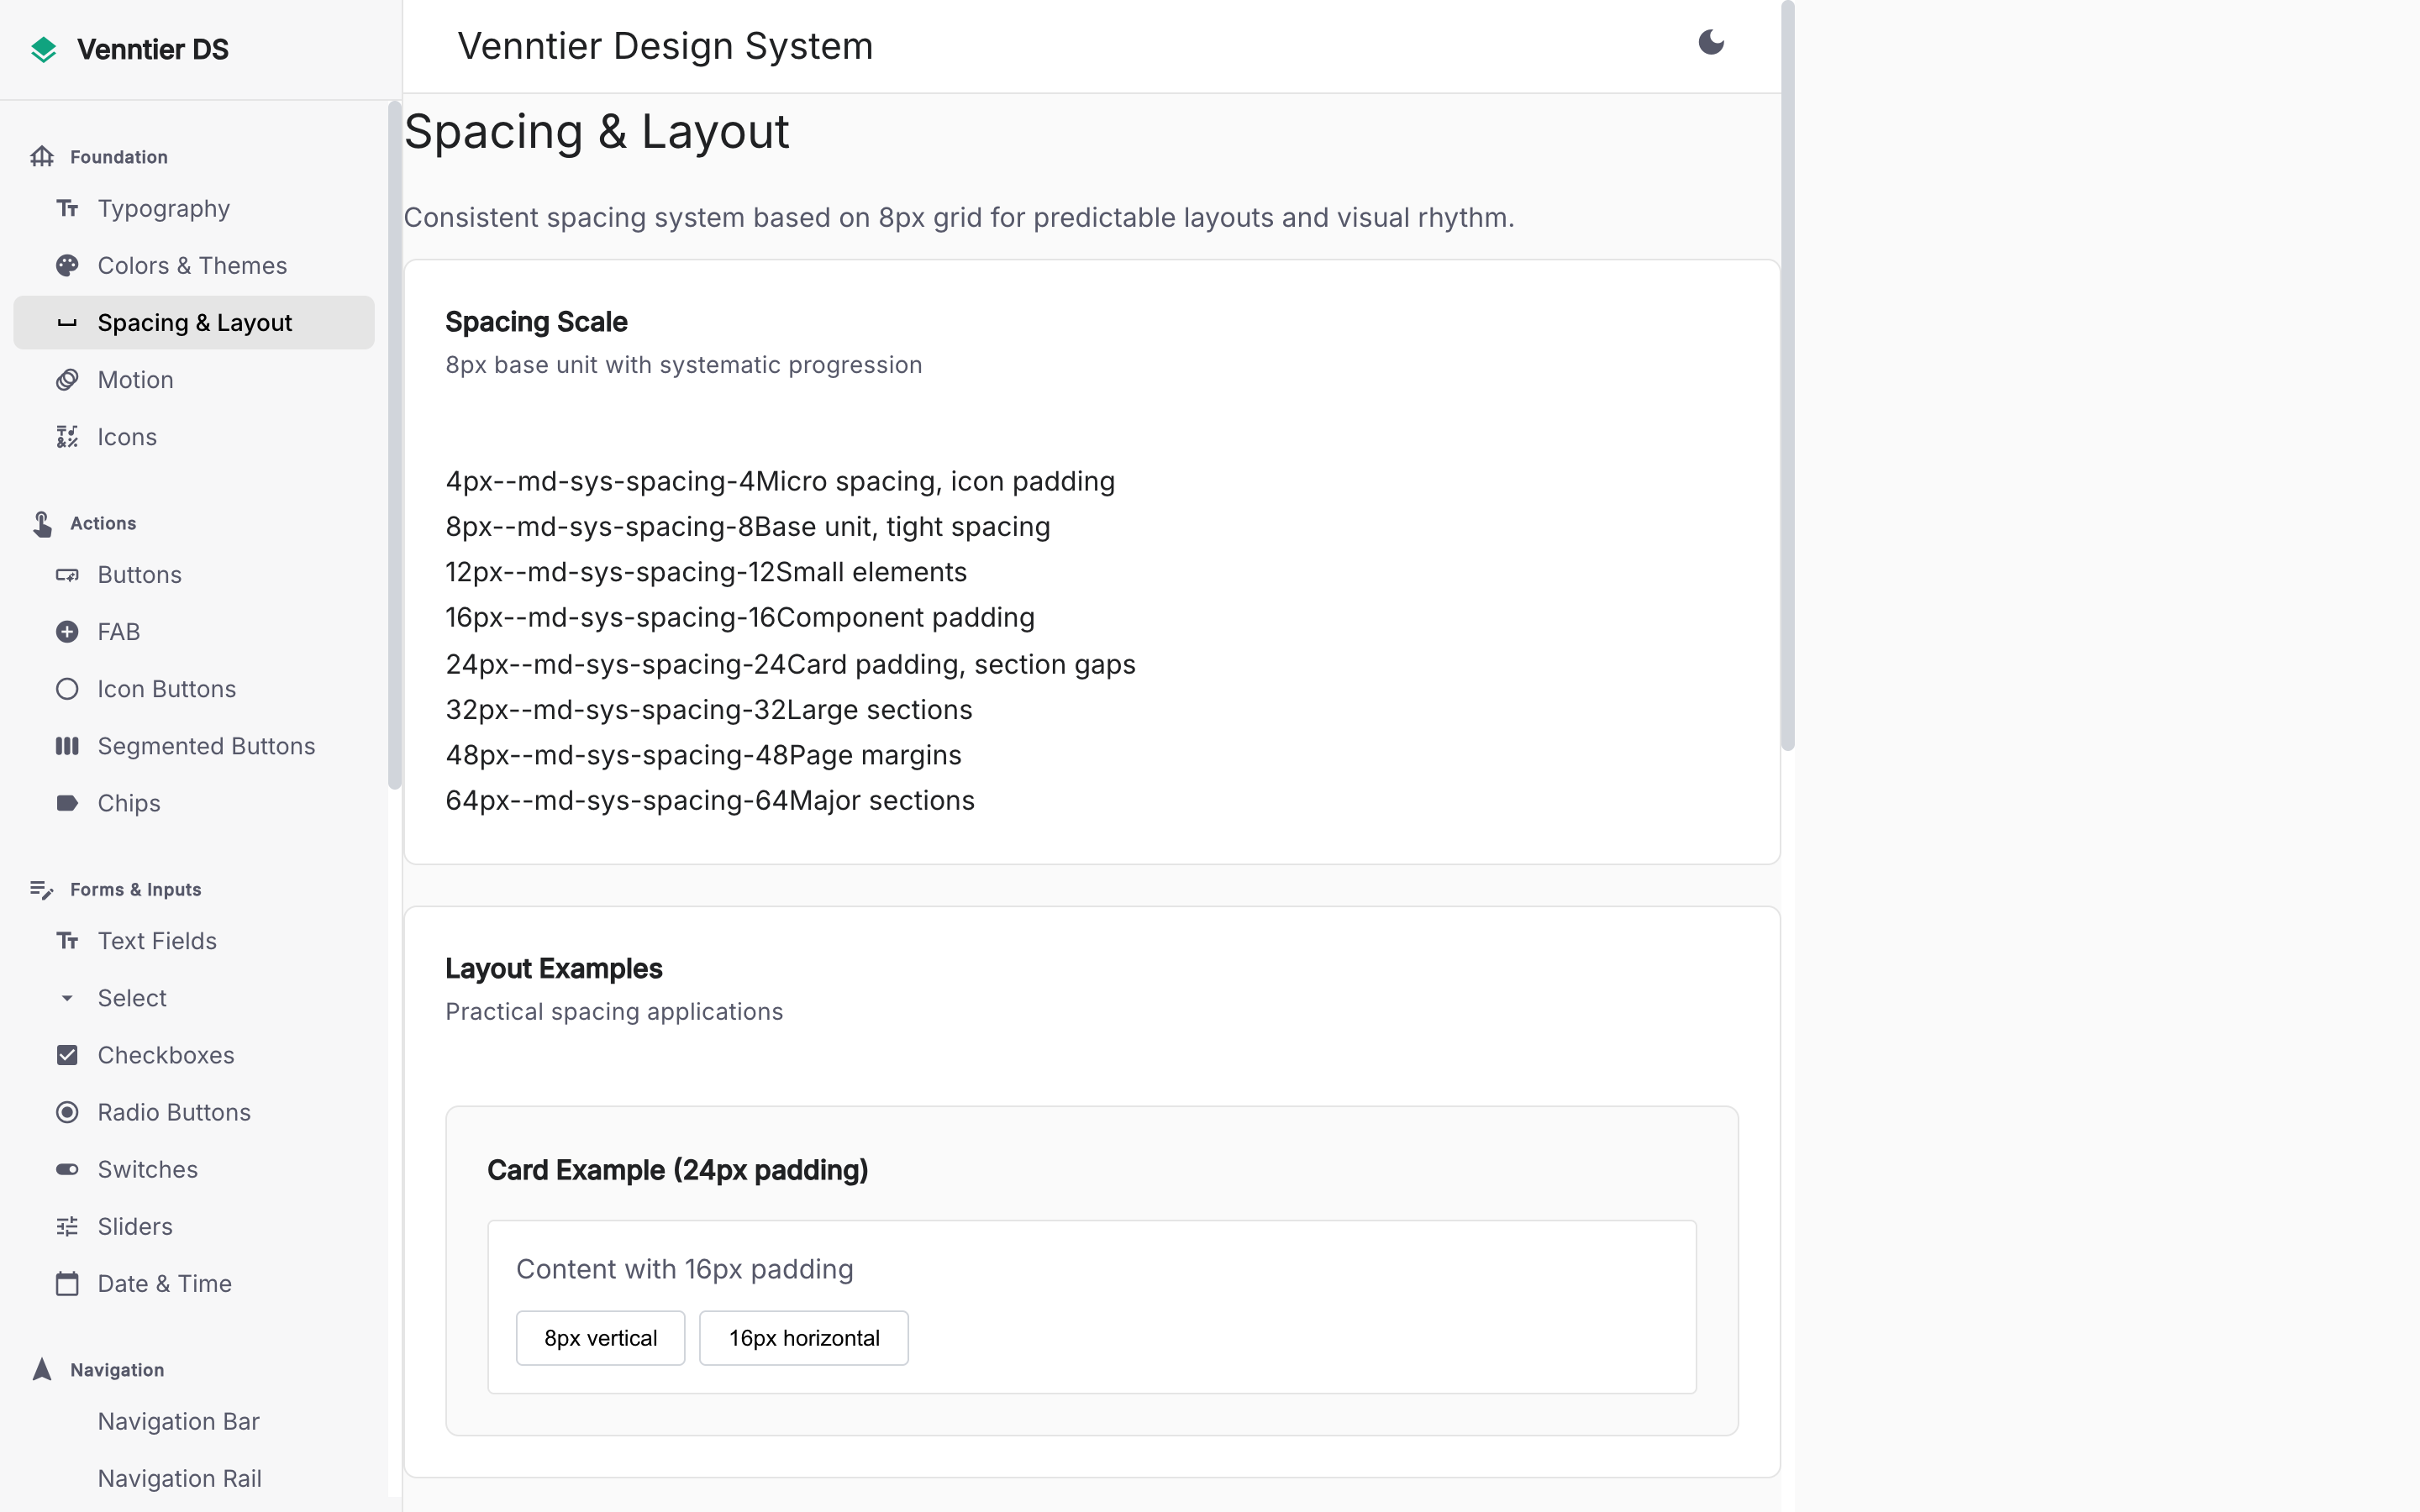 Venntier DS
Foundation
Typography
Colors & Themes
Spacing & Layout
Motion
Icons
Actions
Buttons
FAB
Icon Buttons
Segmented Buttons
Chips
Forms & Inputs
Text Fields
Select
Checkboxes
Radio Buttons
Switches
Sliders
Date & Time
Navigation
Navigation Bar
Navigation Rail
Venntier Design System
Spacing & Layout
Consistent spacing system based on 8px grid for predictable layouts and visual rhythm.
Spacing Scale
8px base unit with systematic progression
4px--md-sys-spacing-4Micro spacing, icon padding
8px--md-sys-spacing-8Base unit, tight spacing
12px--md-sys-spacing-12Small elements
16px--md-sys-spacing-16Component padding
24px--md-sys-spacing-24Card padding, section gaps
32px--md-sys-spacing-32Large sections
48px--md-sys-spacing-48Page margins
64px--md-sys-spacing-64Major sections
Layout Examples
Practical spacing applications
Card Example (24px padding)
Content with 16px padding
8px vertical
16px horizontal